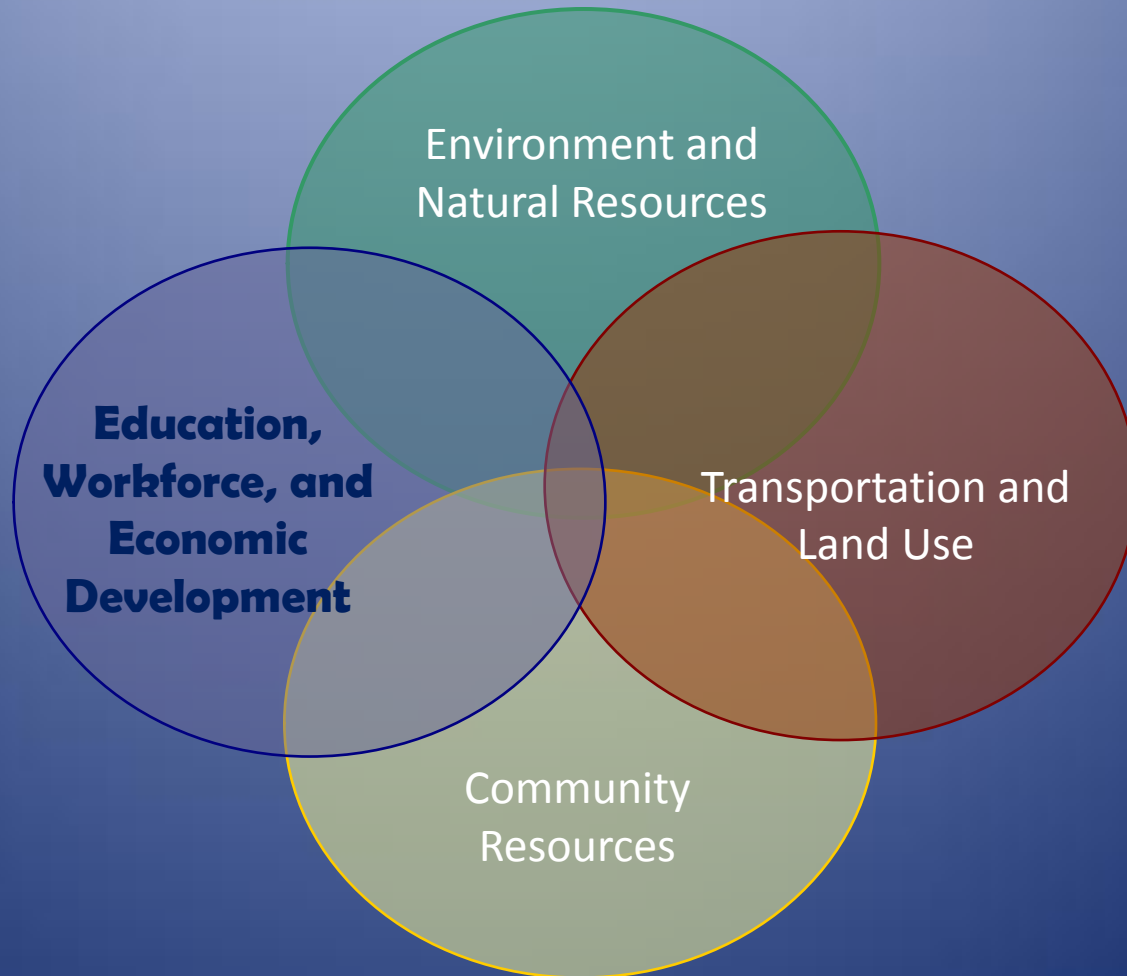 Environment and
Natural Resources
Education,
Workforce, and
Economic
Development
Transportation and
Land Use
Community
Resources